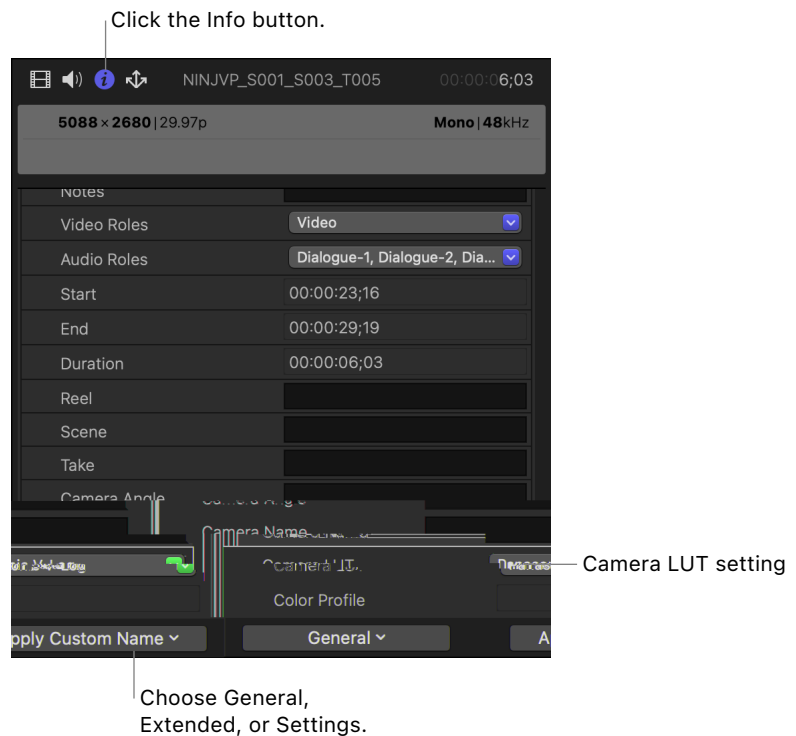 Click the Info button.
NINJVP_S001_S003_T005 00:00:06;03
5088 × 2680 | 29.97p Mono | 48kHz
Notes
Video Roles Video
Audio Roles Dialogue-1, Dialogue-2, Dia...
Start 00:00:23;16
End 00:00:29;19
Duration 00:00:06;03
Reel
Scene
Take
Camera Angle
Camera Name
Camera LUT setting
Color Profile
pply Custom Name General A
Choose General,
Extended, or Settings.